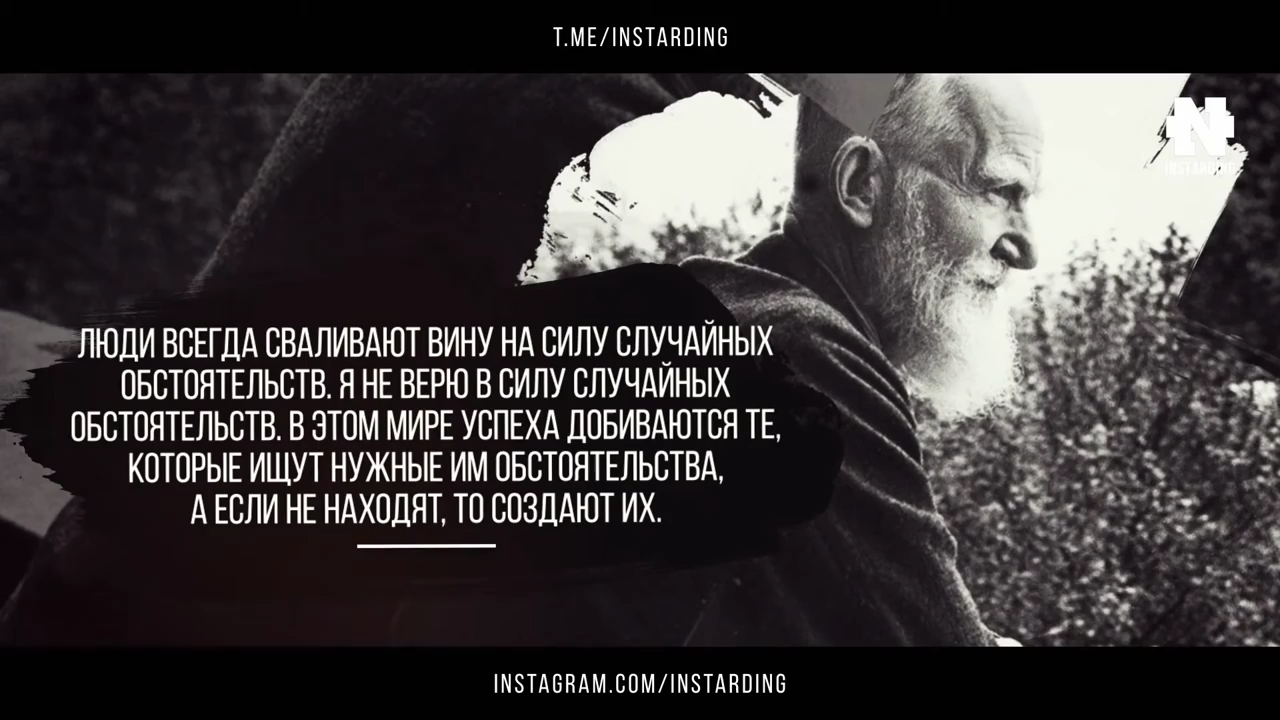 T.ME/INSTARDING
INSTARDING
ЛЮДИ ВСЕГДА СВАЛИВАЮТ ВИНУ НА СИЛУ СЛУЧАЙНЫХ
ОБСТОЯТЕЛЬСТВ. Я НЕ ВЕРЮ В СИЛУ СЛУЧАЙНЫХ
ОБСТОЯТЕЛЬСТВ. В ЭТОМ МИРЕ УСПЕХА ДОБИВАЮТСЯ ТЕ,
КОТОРЫЕ ИЩУТ НУЖНЫЕ ИМ ОБСТОЯТЕЛЬСТВА,
А ЕСЛИ НЕ НАХОДЯТ, ТО СОЗДАЮТ ИХ.
INSTAGRAM.COM/INSTARDING